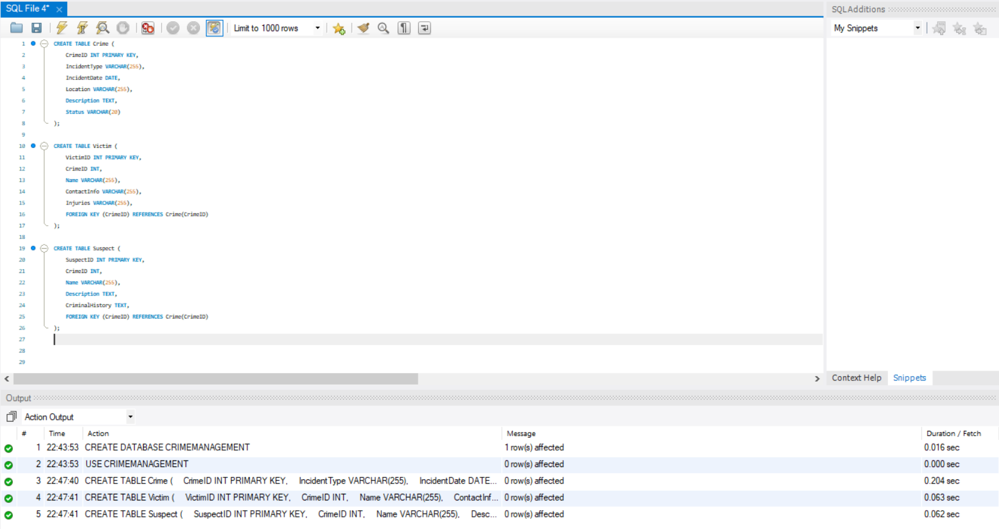 SQL File 4*
SQLAdditions
Limit to 1000 rows
My Snippets
1 CREATE TABLE Crime (
2 CrimeID INT PRIMARY KEY,
3 IncidentType VARCHAR(255),
4 IncidentDate DATE,
5 Location VARCHAR(255),
6 Description TEXT,
7 Status VARCHAR(20)
8 );
9
10 CREATE TABLE Victim (
11 VictimID INT PRIMARY KEY,
12 CrimeID INT,
13 Name VARCHAR(255),
14 ContactInfo VARCHAR(255),
15 Injuries VARCHAR(255),
16 FOREIGN KEY (CrimeID) REFERENCES Crime(CrimeID)
17 );
18
19 CREATE TABLE Suspect (
20 SuspectID INT PRIMARY KEY,
21 CrimeID INT,
22 Name VARCHAR(255),
23 Description TEXT,
24 CriminalHistory TEXT,
25 FOREIGN KEY (CrimeID) REFERENCES Crime(CrimeID)
26 );
27
28
29
Context Help Snippets
Output
Action Output
# Time Action Message Duration / Fetch
1 22:43:53 CREATE DATABASE CRIMEMANAGEMENT 1 row(s) affected 0.016 sec
2 22:43:53 USE CRIMEMANAGEMENT 0 row(s) affected 0.000 sec
3 22:47:40 CREATE TABLE Crime ( CrimeID INT PRIMARY KEY, IncidentType VARCHAR(255), IncidentDate DATE... 0 row(s) affected 0.204 sec
4 22:47:41 CREATE TABLE Victim ( VictimID INT PRIMARY KEY, CrimeID INT, Name VARCHAR(255), ContactInf... 0 row(s) affected 0.063 sec
5 22:47:41 CREATE TABLE Suspect ( SuspectID INT PRIMARY KEY, CrimeID INT, Name VARCHAR(255), Desc... 0 row(s) affected 0.062 sec